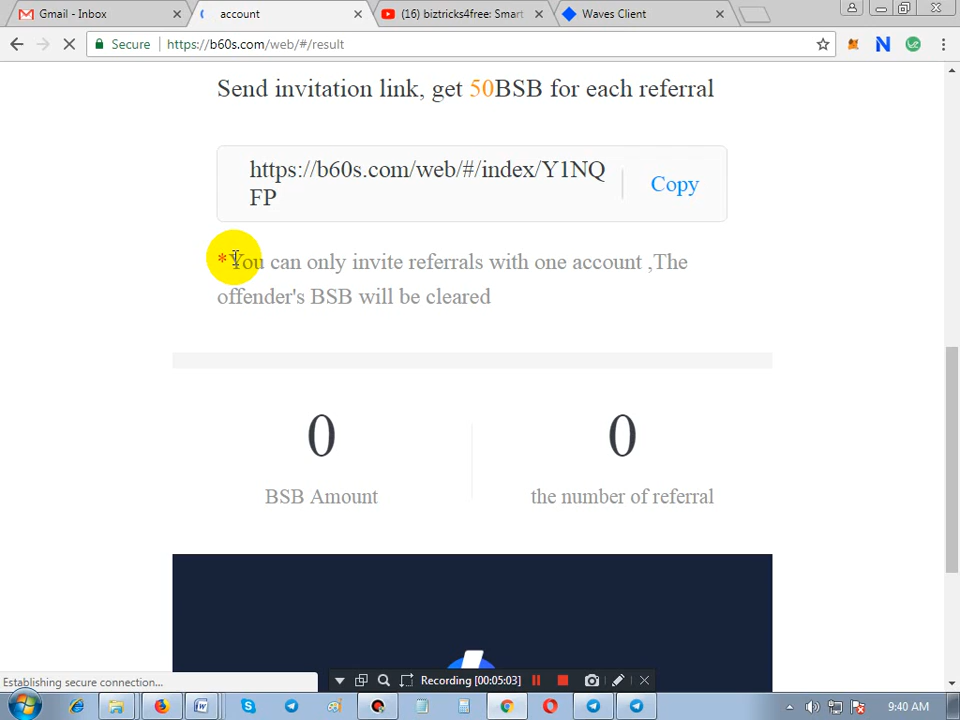 Gmail - Inbox
account
(16) biztricks4free: Smart
Waves Client
Secure
https://b60s.com/web/#/result
Send invitation link, get 50BSB for each referral
https://b60s.com/web/#/index/Y1NQ
FP
Copy
*You can only invite referrals with one account ,The
offender's BSB will be cleared
0
0
BSB Amount
the number of referral
Establishing secure connection...
Recording [00:05:03]
9:40 AM